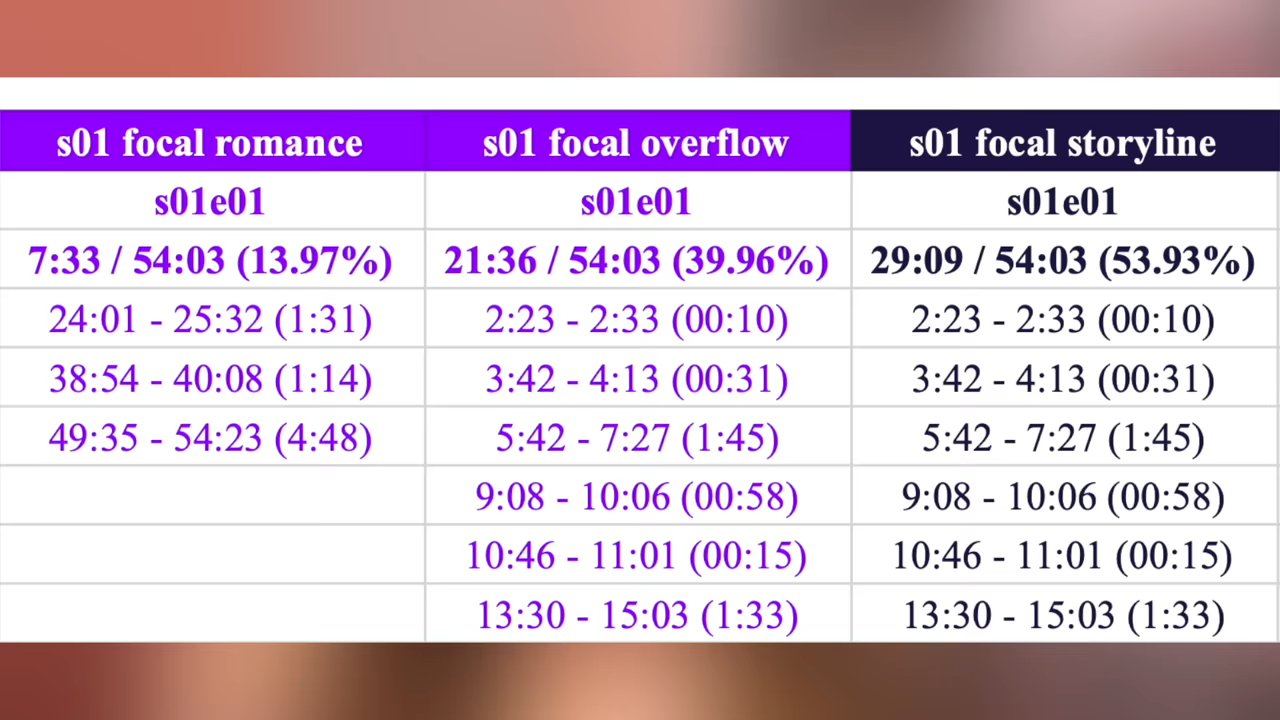 s01 focal romance s01 focal overflow s01 focal storyline
s01e01 s01e01 s01e01
7:33 / 54:03 (13.97%) 21:36 / 54:03 (39.96%) 29:09 / 54:03 (53.93%)
24:01 - 25:32 (1:31) 2:23 - 2:33 (00:10) 2:23 - 2:33 (00:10)
38:54 - 40:08 (1:14) 3:42 - 4:13 (00:31) 3:42 - 4:13 (00:31)
49:35 - 54:23 (4:48) 5:42 - 7:27 (1:45) 5:42 - 7:27 (1:45)
9:08 - 10:06 (00:58) 9:08 - 10:06 (00:58)
10:46 - 11:01 (00:15) 10:46 - 11:01 (00:15)
13:30 - 15:03 (1:33) 13:30 - 15:03 (1:33)